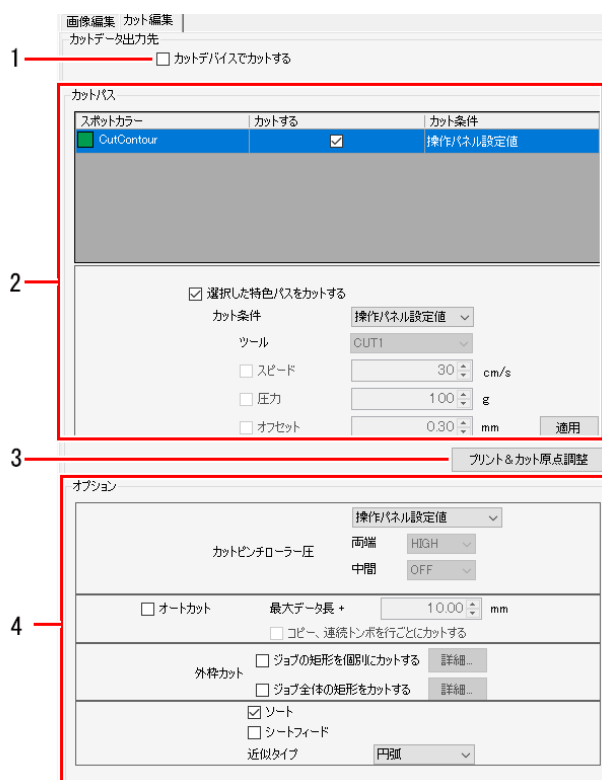 画像編集 カット編集
カットデータ出力先
1
カットデバイスでカットする
カットパス
スポットカラー カットする カット条件
CutContour 操作パネル設定値
2
選択した特色パスをカットする
カット条件 操作パネル設定値
ツール CUT1
スピード 30 cm/s
圧力 100 g
オフセット 0.30 mm 適用
3
プリント&カット原点調整
オプション
操作パネル設定値
カットピンチローラー圧 両端 HIGH
中間 OFF
4
オートカット 最大データ長 + 10.00 mm
コピー、連続トンボを行ごとにカットする
外枠カット ジョブの矩形を個別にカットする 詳細...
ジョブ全体の矩形をカットする 詳細...
ソート
シートフィード
近似タイプ 円弧